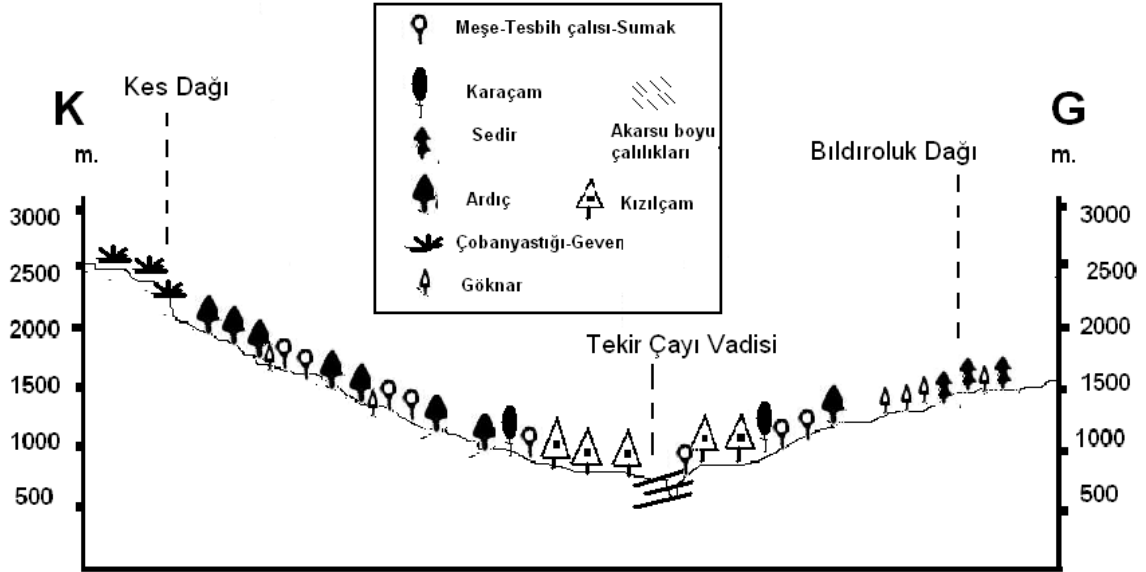 Meşe-Tesbih çalısı-Sumak
Karaçam
Sedir
Akarsu boyu
çalılıkları
Ardıç
Kızılçam
Çobanyastığı-Geven
Göknar
K
Kes Dağı
m.
G
m.
Bıldıroluk Dağı
Tekir Çayı Vadisi
3000
2500
2000
1500
1000
500
3000
2500
2000
1500
1000
500